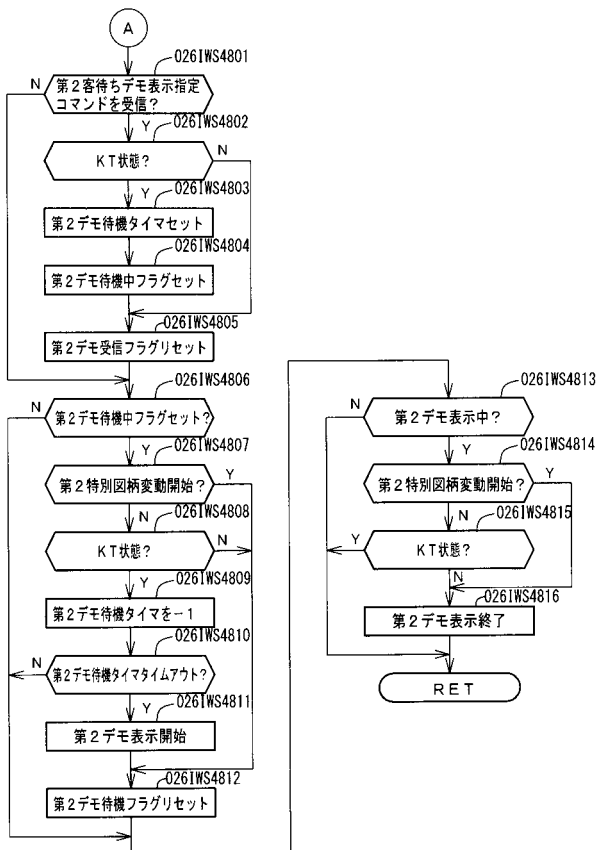 A
026IWS4801
N
第2客待ちデモ表示指定
コマンドを受信?
Y
026IWS4802
KT状態?
N
Y
026IWS4803
第2デモ待機タイマセット
026IWS4804
第2デモ待機中フラグセット
026IWS4805
第2デモ受信フラグリセット
026IWS4806
N
第2デモ待機中フラグセット?
Y
026IWS4807
第2特別図柄変動開始?
Y
N
026IWS4808
KT状態?
N
Y
026IWS4809
第2デモ待機タイマを-1
026IWS4810
N
第2デモ待機タイマタイムアウト?
Y
026IWS4811
第2デモ表示開始
026IWS4812
第2デモ待機フラグリセット
026IWS4813
N
第2デモ表示中?
Y
026IWS4814
第2特別図柄変動開始?
Y
N
026IWS4815
Y
KT状態?
N
026IWS4816
第2デモ表示終了
RET